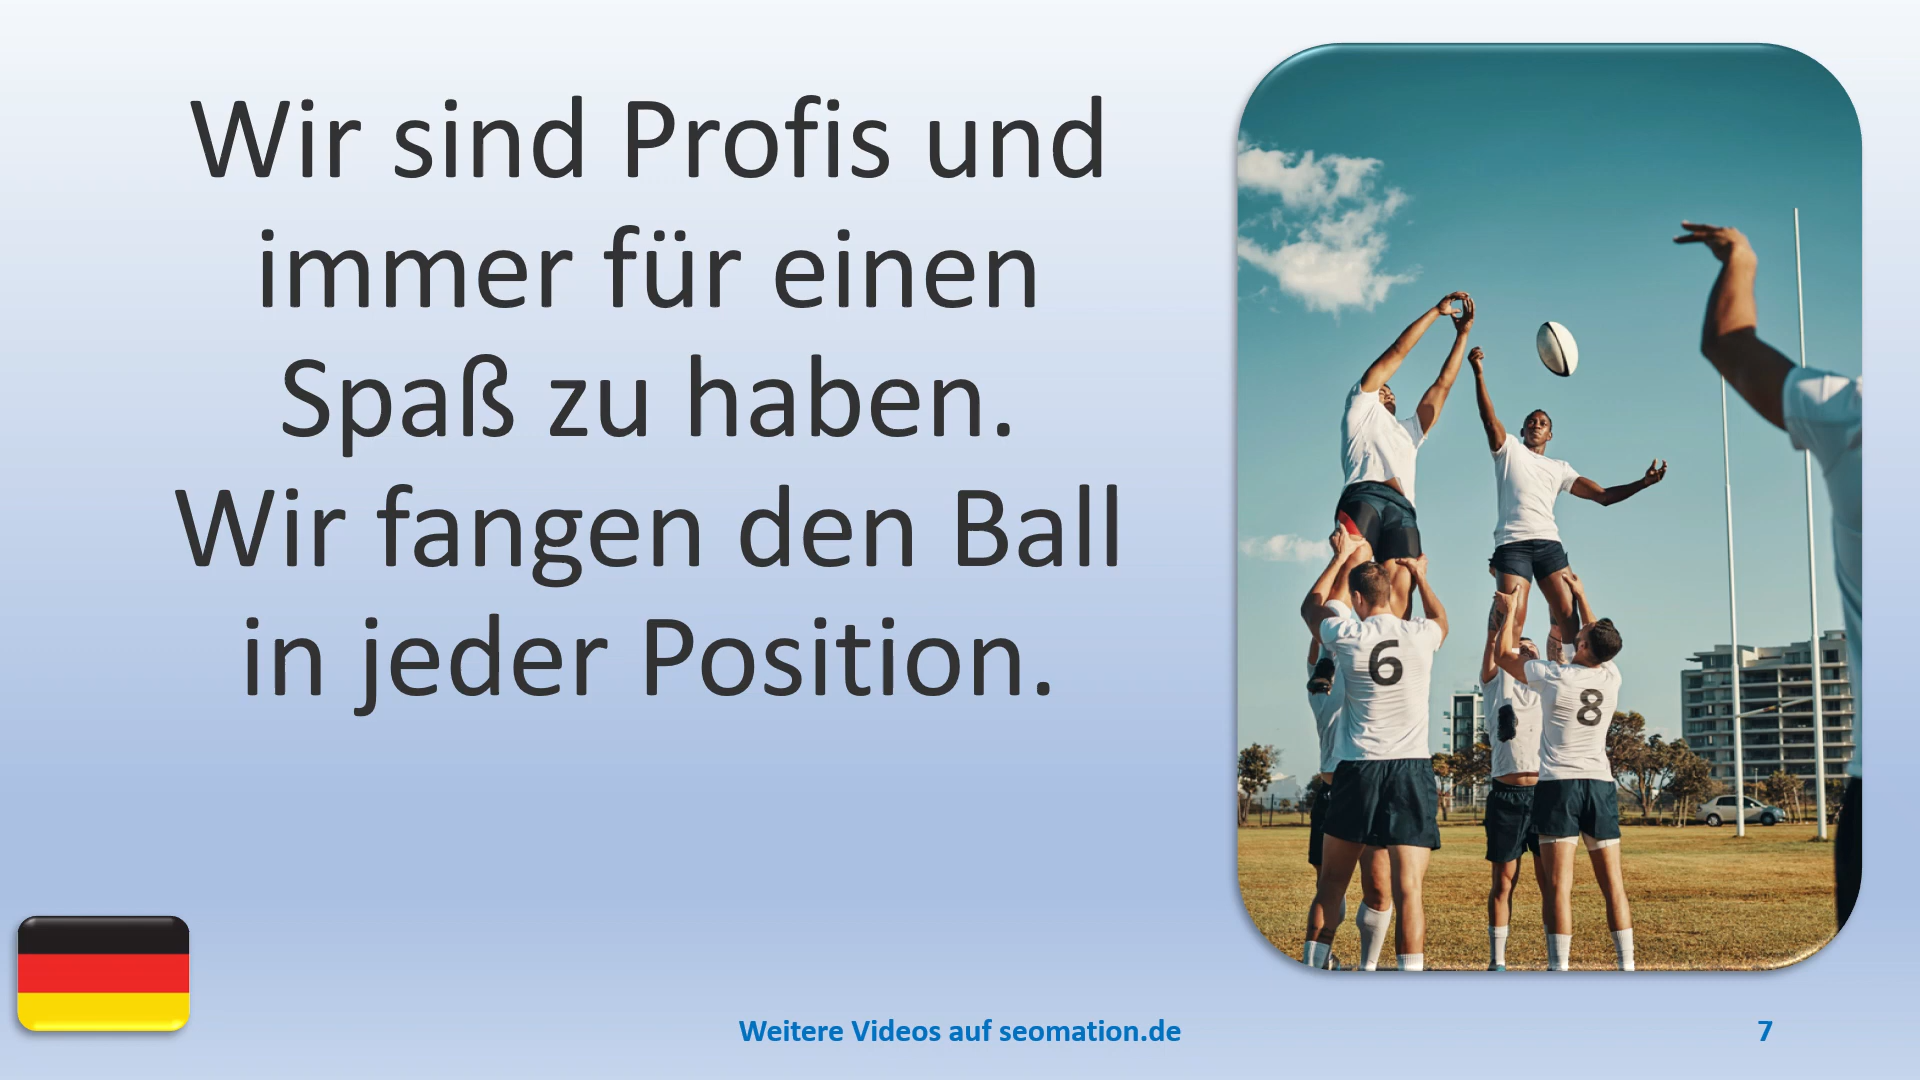 Wir sind Profis und
immer für einen
Spaß zu haben.
Wir fangen den Ball
in jeder Position.
6
8
Weitere Videos auf seomation.de
7